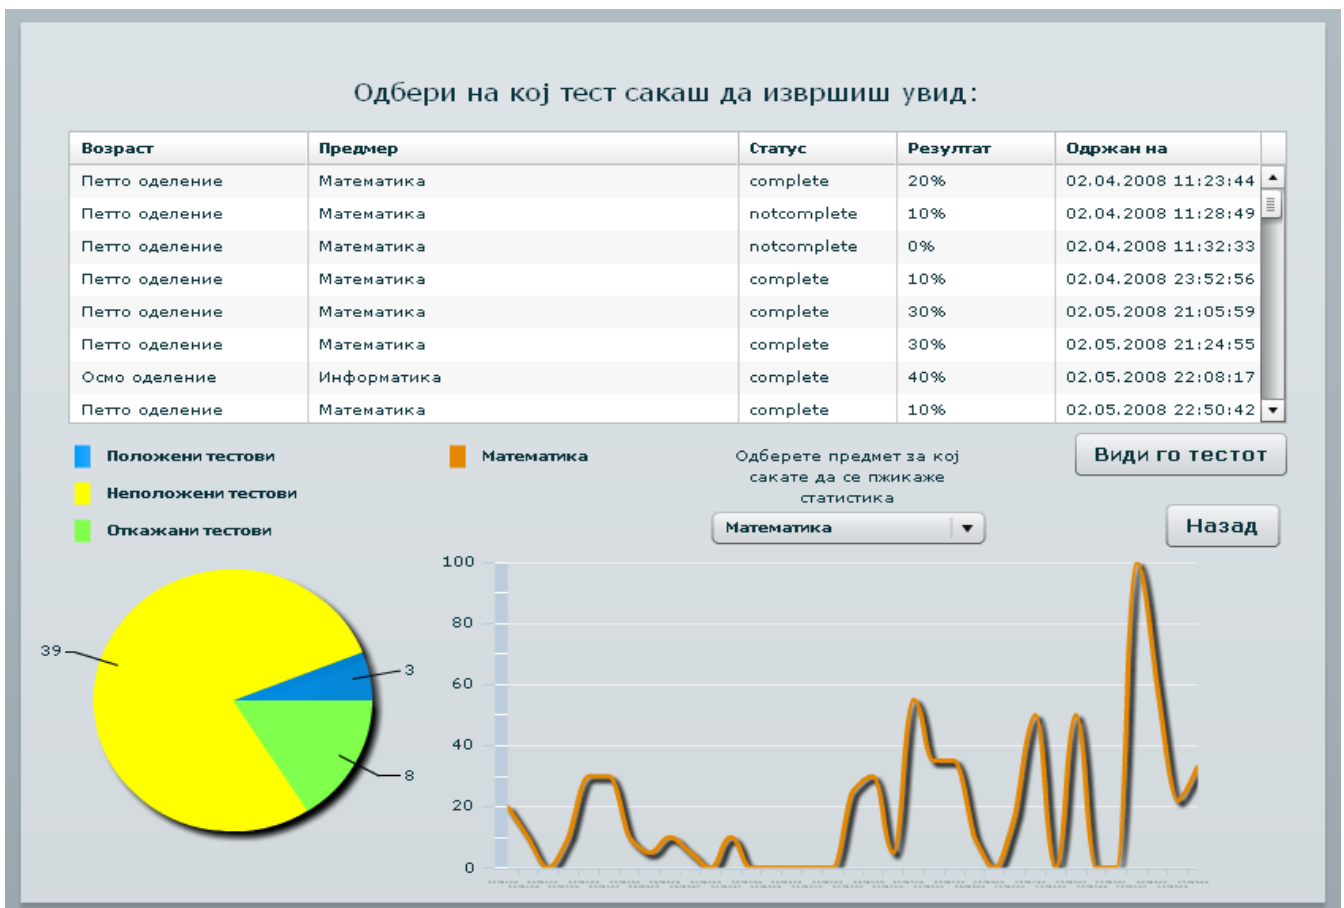 Одбери на кој тест сакаш да извршиш увид:
Возраст Предмер Статус Резултат Одржан на
Петто оделение Математика complete 20% 02.04.2008 11:23:44
Петто оделение Математика notcomplete 10% 02.04.2008 11:28:49
Петто оделение Математика notcomplete 0% 02.04.2008 11:32:33
Петто оделение Математика complete 10% 02.04.2008 23:52:56
Петто оделение Математика complete 30% 02.05.2008 21:05:59
Петто оделение Математика complete 30% 02.05.2008 21:24:55
Осмо оделение Информатика complete 40% 02.05.2008 22:08:17
Петто оделение Математика complete 10% 02.05.2008 22:50:42
Положени тестови
Неположени тестови
Откажани тестови
Математика
Одберете предмет за кој
сакате да се пжикаже
статистика
Математика
Види го тестот
Назад
39
3
8
100
80
60
40
20
0